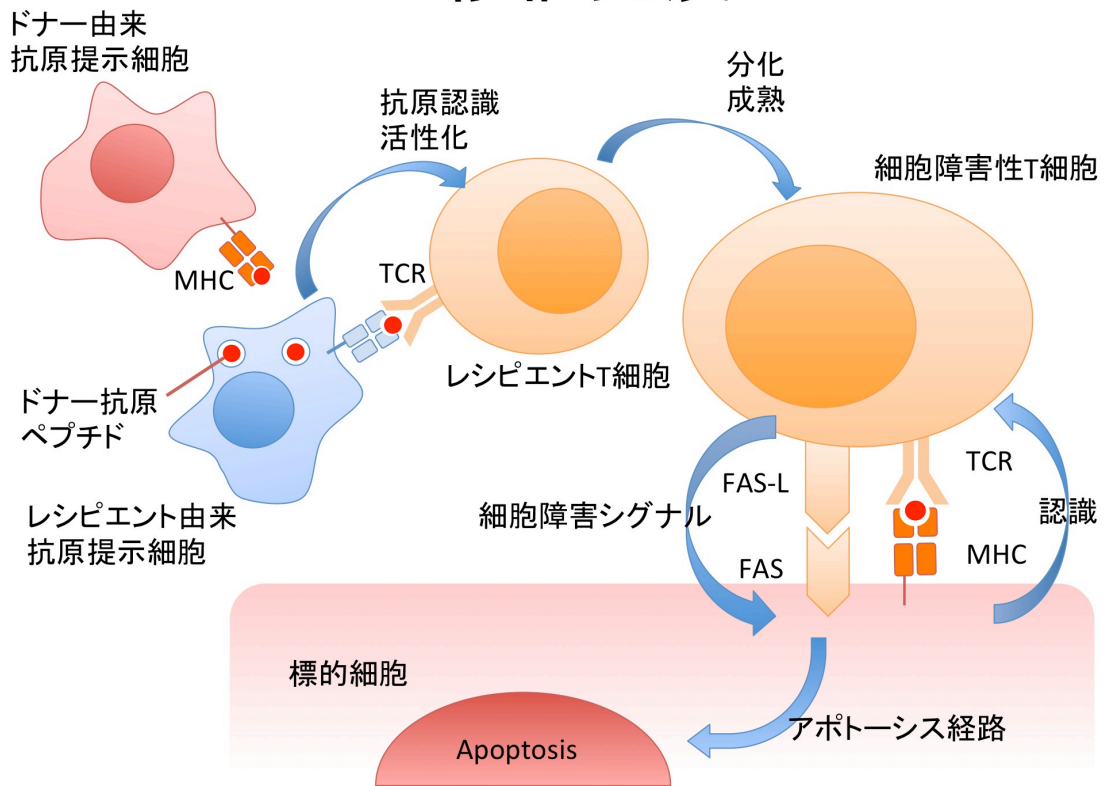 ドナー由来
抗原提示細胞
抗原認識
活性化
分化
成熟
細胞障害性T細胞
MHC
TCR
レシピエントT細胞
ドナー抗原
ペプチド
レシピエント由来
抗原提示細胞
FAS-L
TCR
細胞障害シグナル
認識
FAS
MHC
標的細胞
アポトーシス経路
Apoptosis